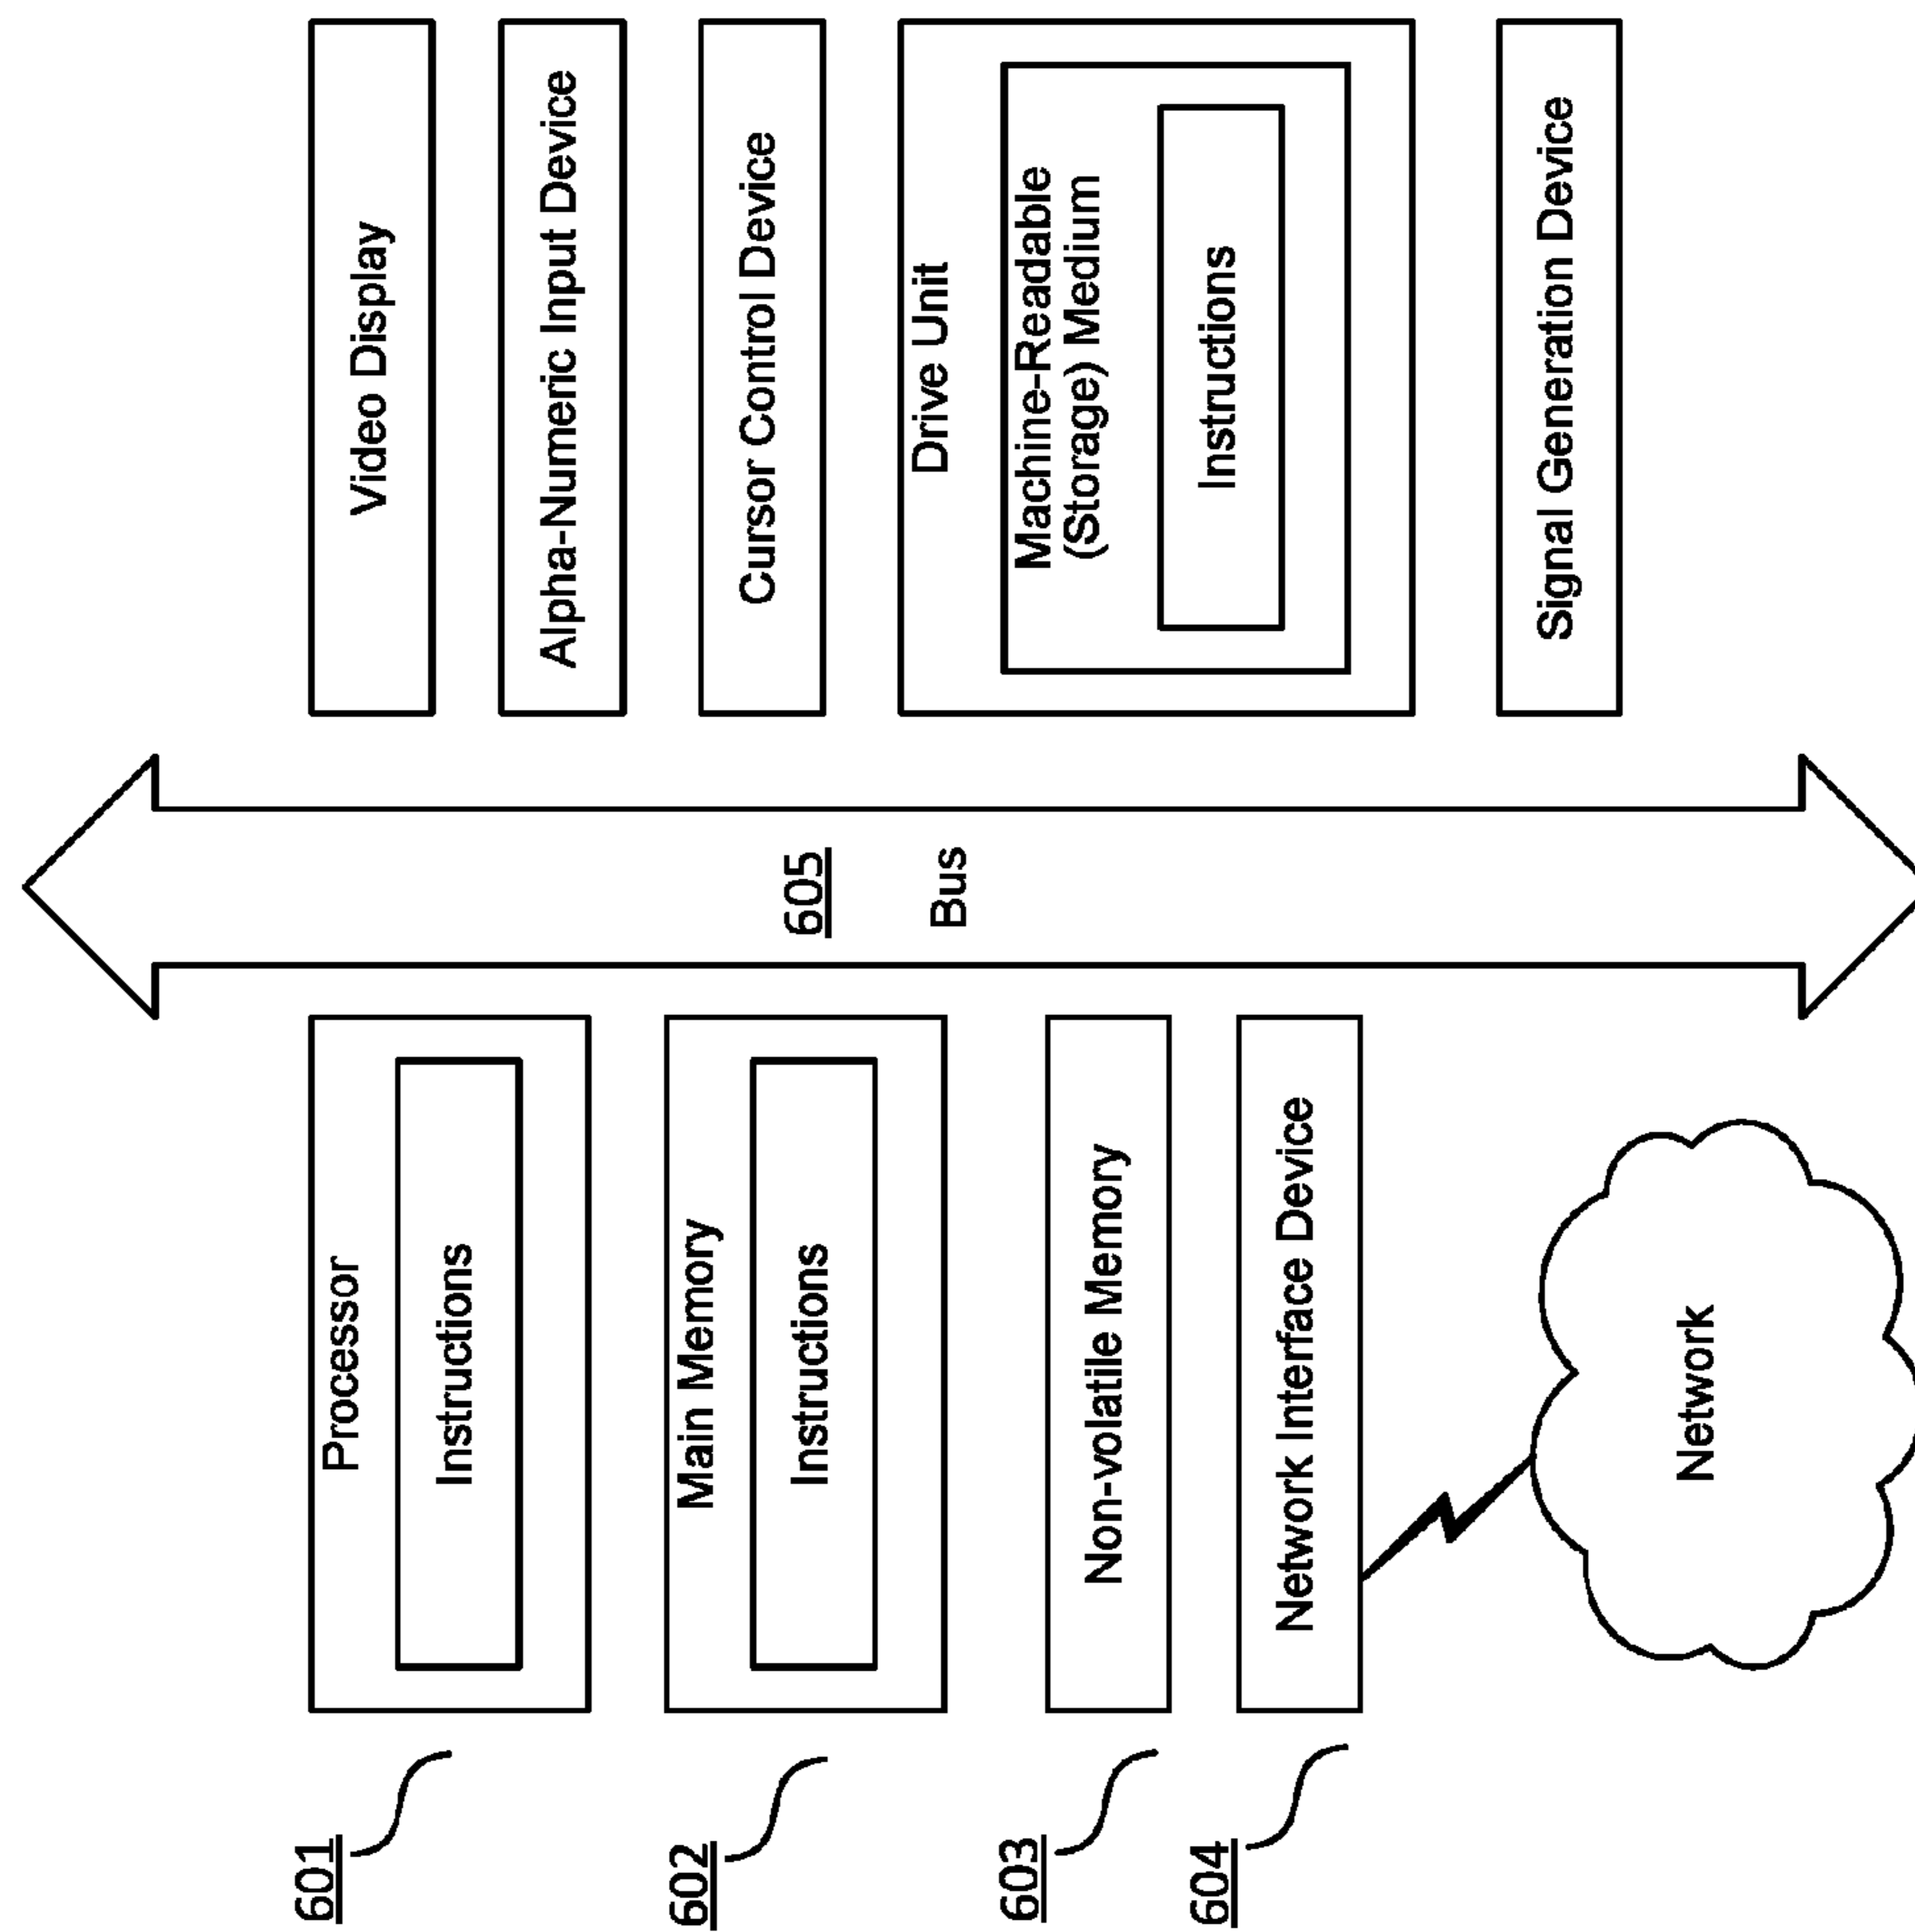 601
Processor
Instructions
602
Main Memory
Instructions
603
Non-volatile Memory
604
Network Interface Device
Network
605
Bus
Video Display
Alpha-Numeric Input Device
Cursor Control Device
Drive Unit
Machine-Readable
(Storage) Medium
Instructions
Signal Generation Device